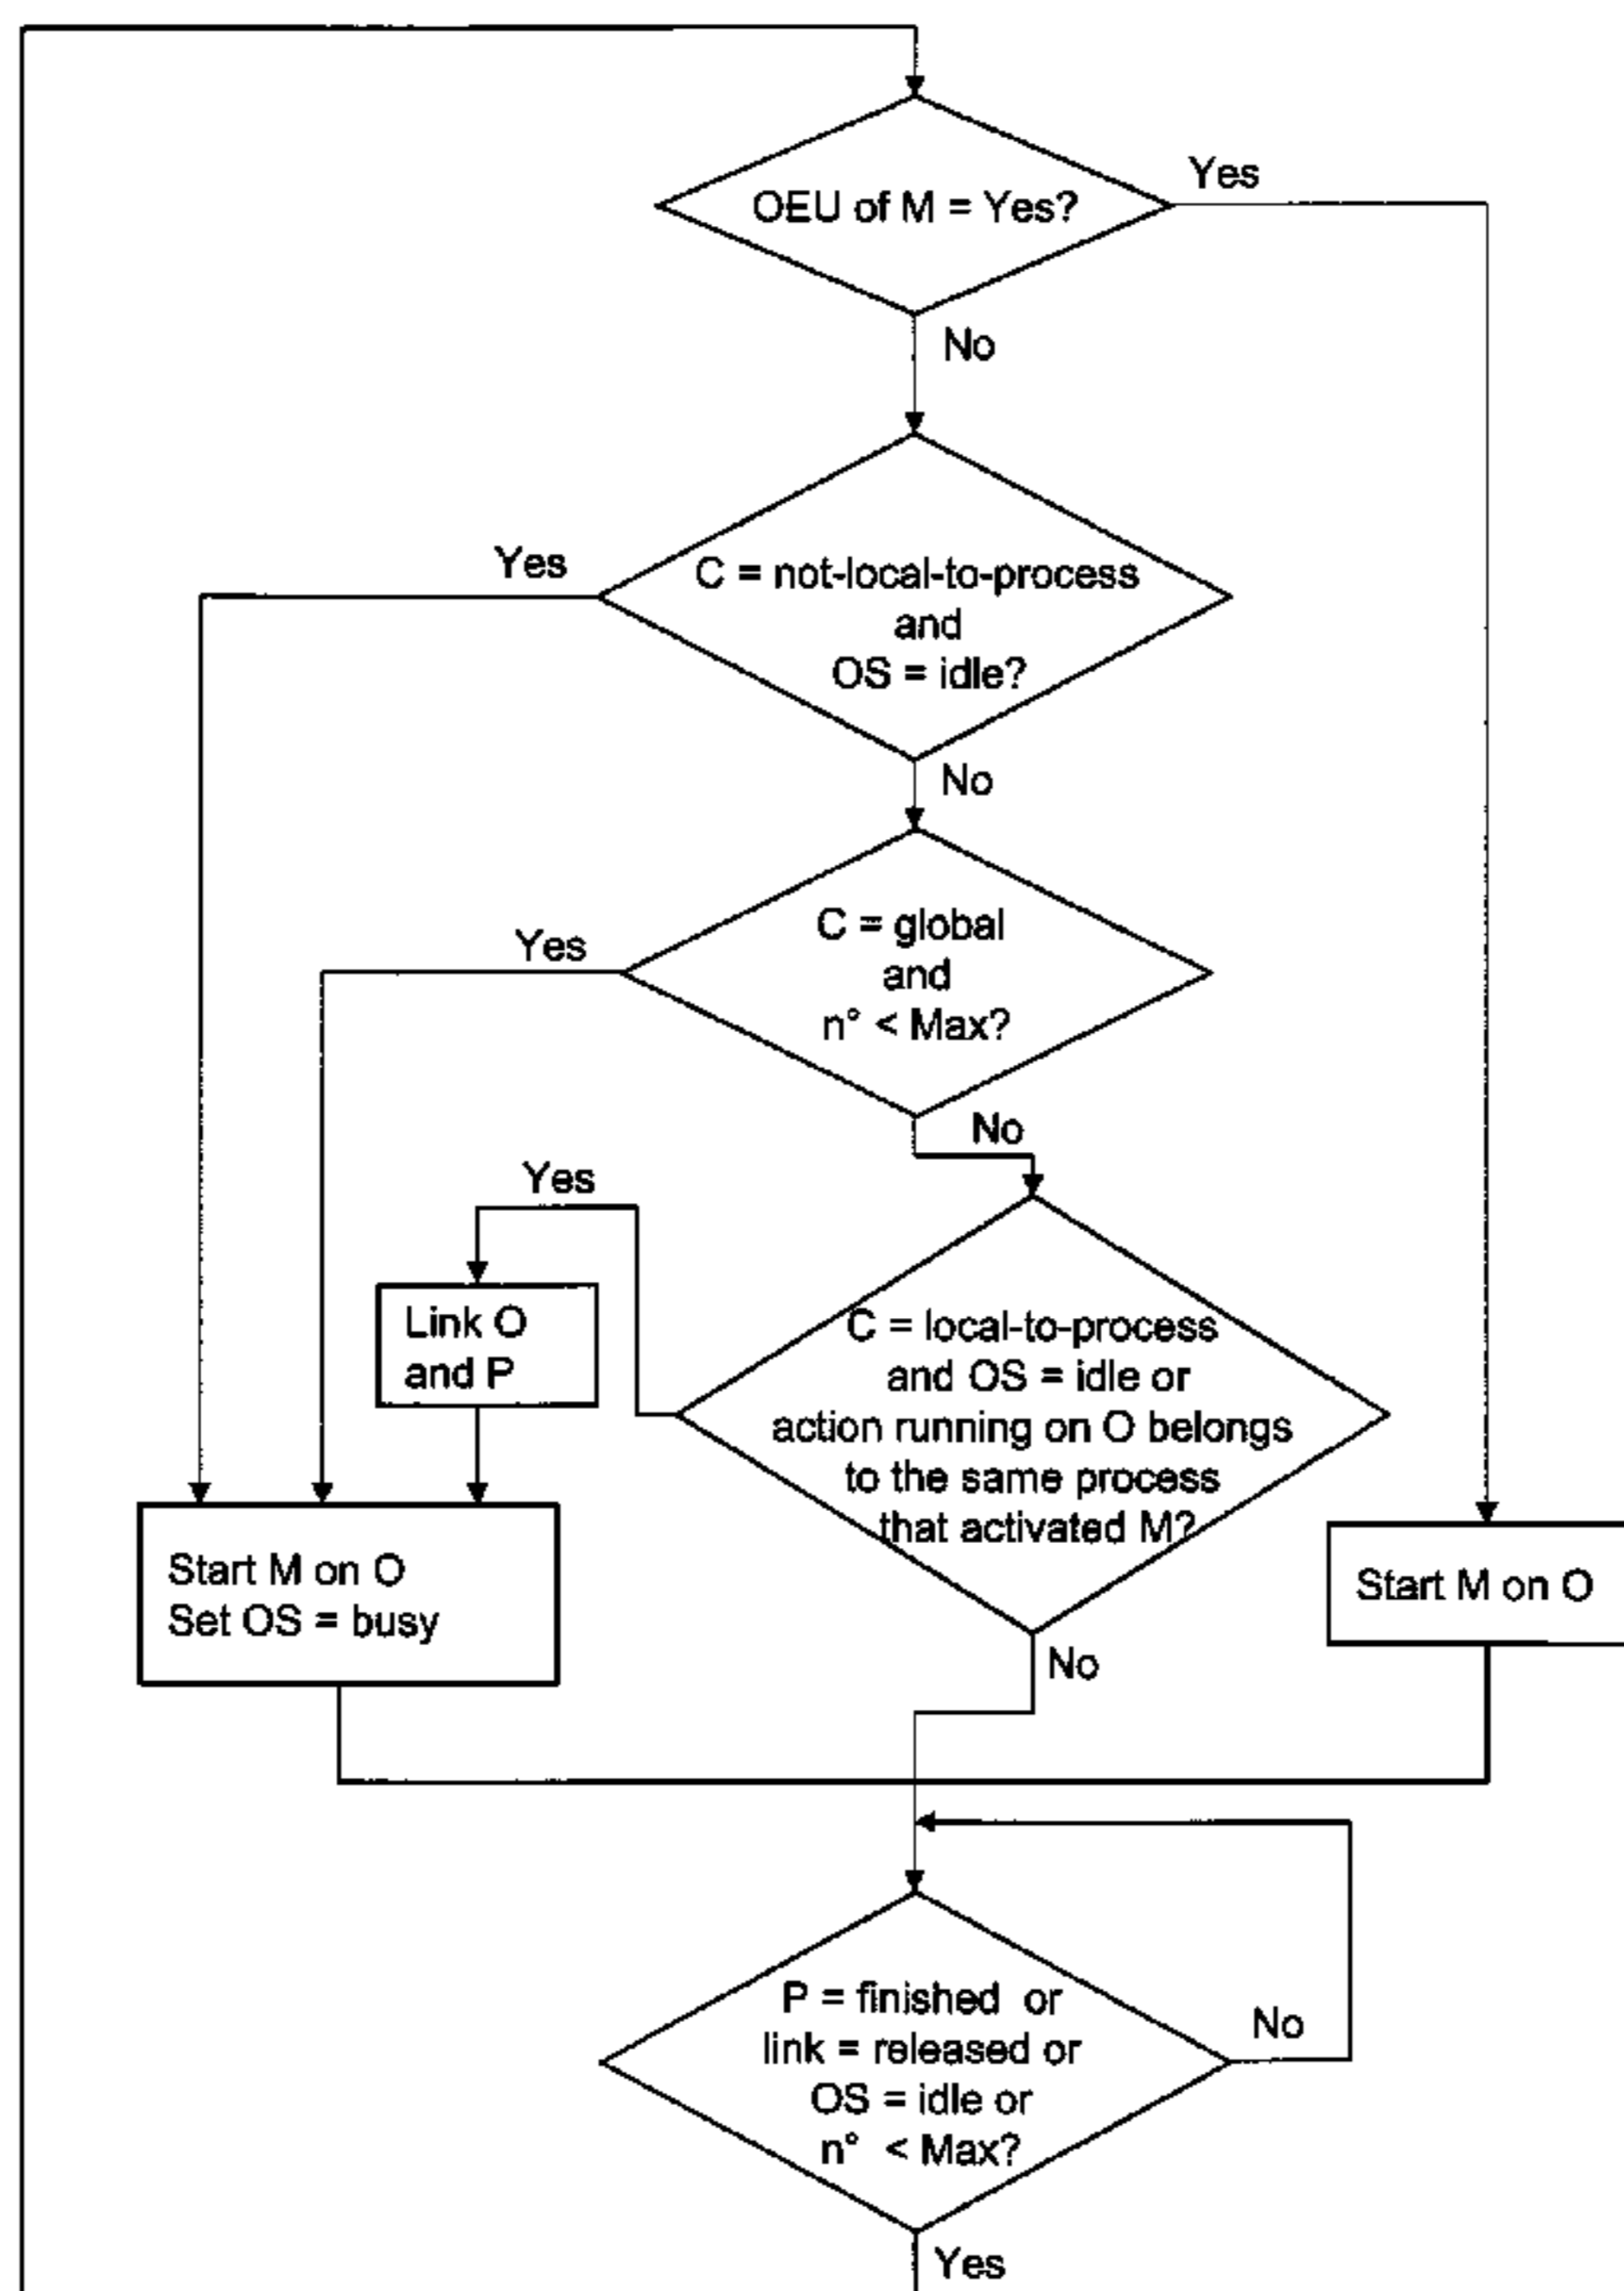 OEU of M = Yes?
Yes
No
C = not-local-to-process
and
OS = idle?
Yes
No
C = global
and
n° < Max?
Yes
No
C = local-to-process
and OS = idle or
action running on O belongs
to the same process
that activated M?
Yes
Link O
and P
Start M on O
Set OS = busy
Start M on O
No
P = finished or
link = released or
OS = idle or
n° < Max?
No
Yes